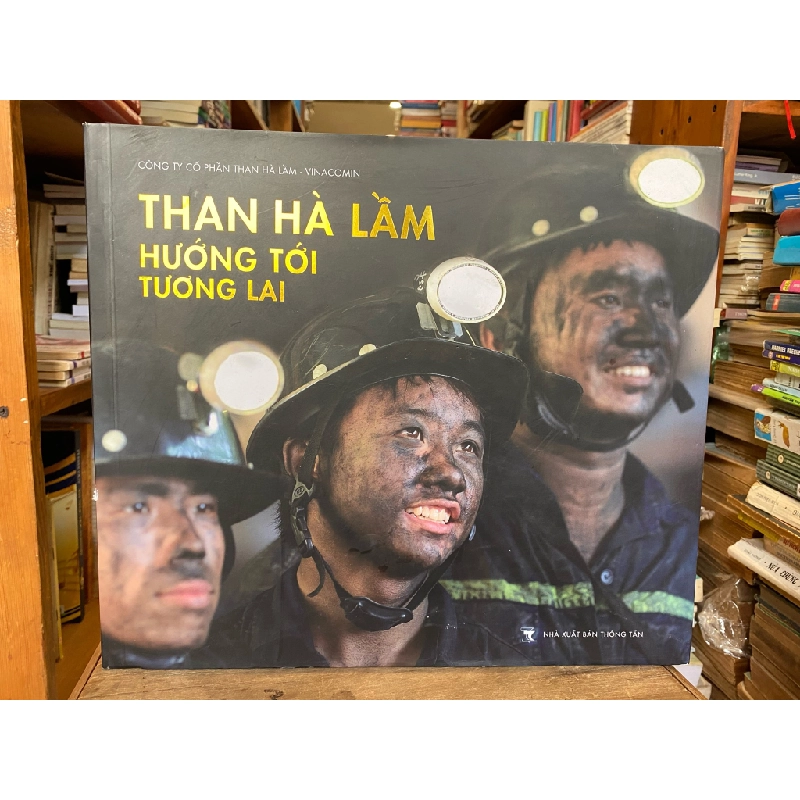 CÔNG TY CỔ PHẦN THAN HÀ LẦM - VINACOMIN
THAN HÀ LẦM
HƯỚNG TỚI
TƯƠNG LAI
NHÀ XUẤT BẢN THÔNG TẤN